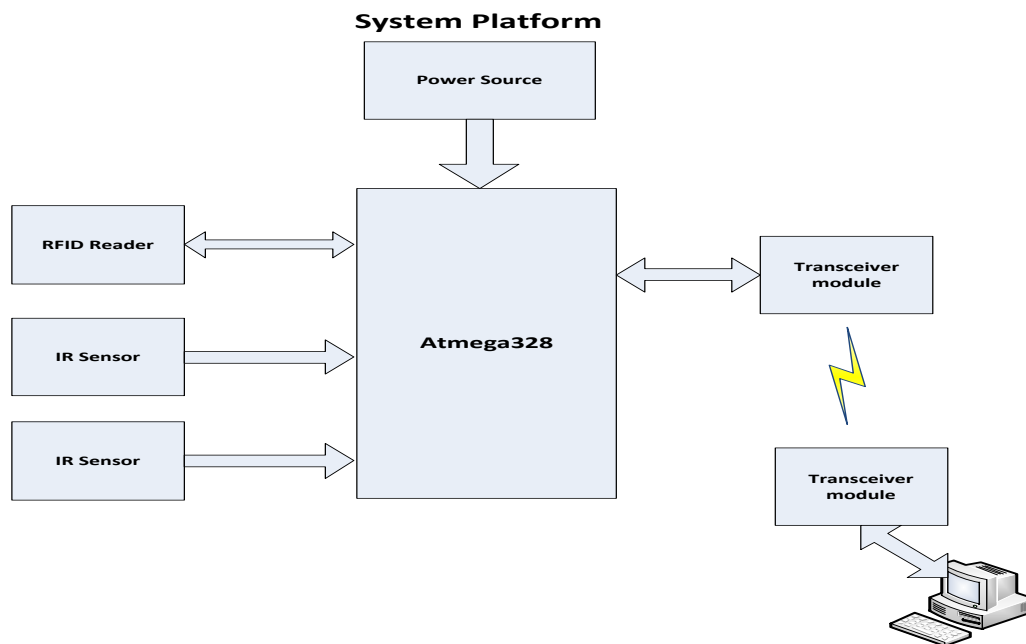 System Platform
Power Source
RFID Reader
IR Sensor
IR Sensor
Atmega328
Transceiver
module
Transceiver
module